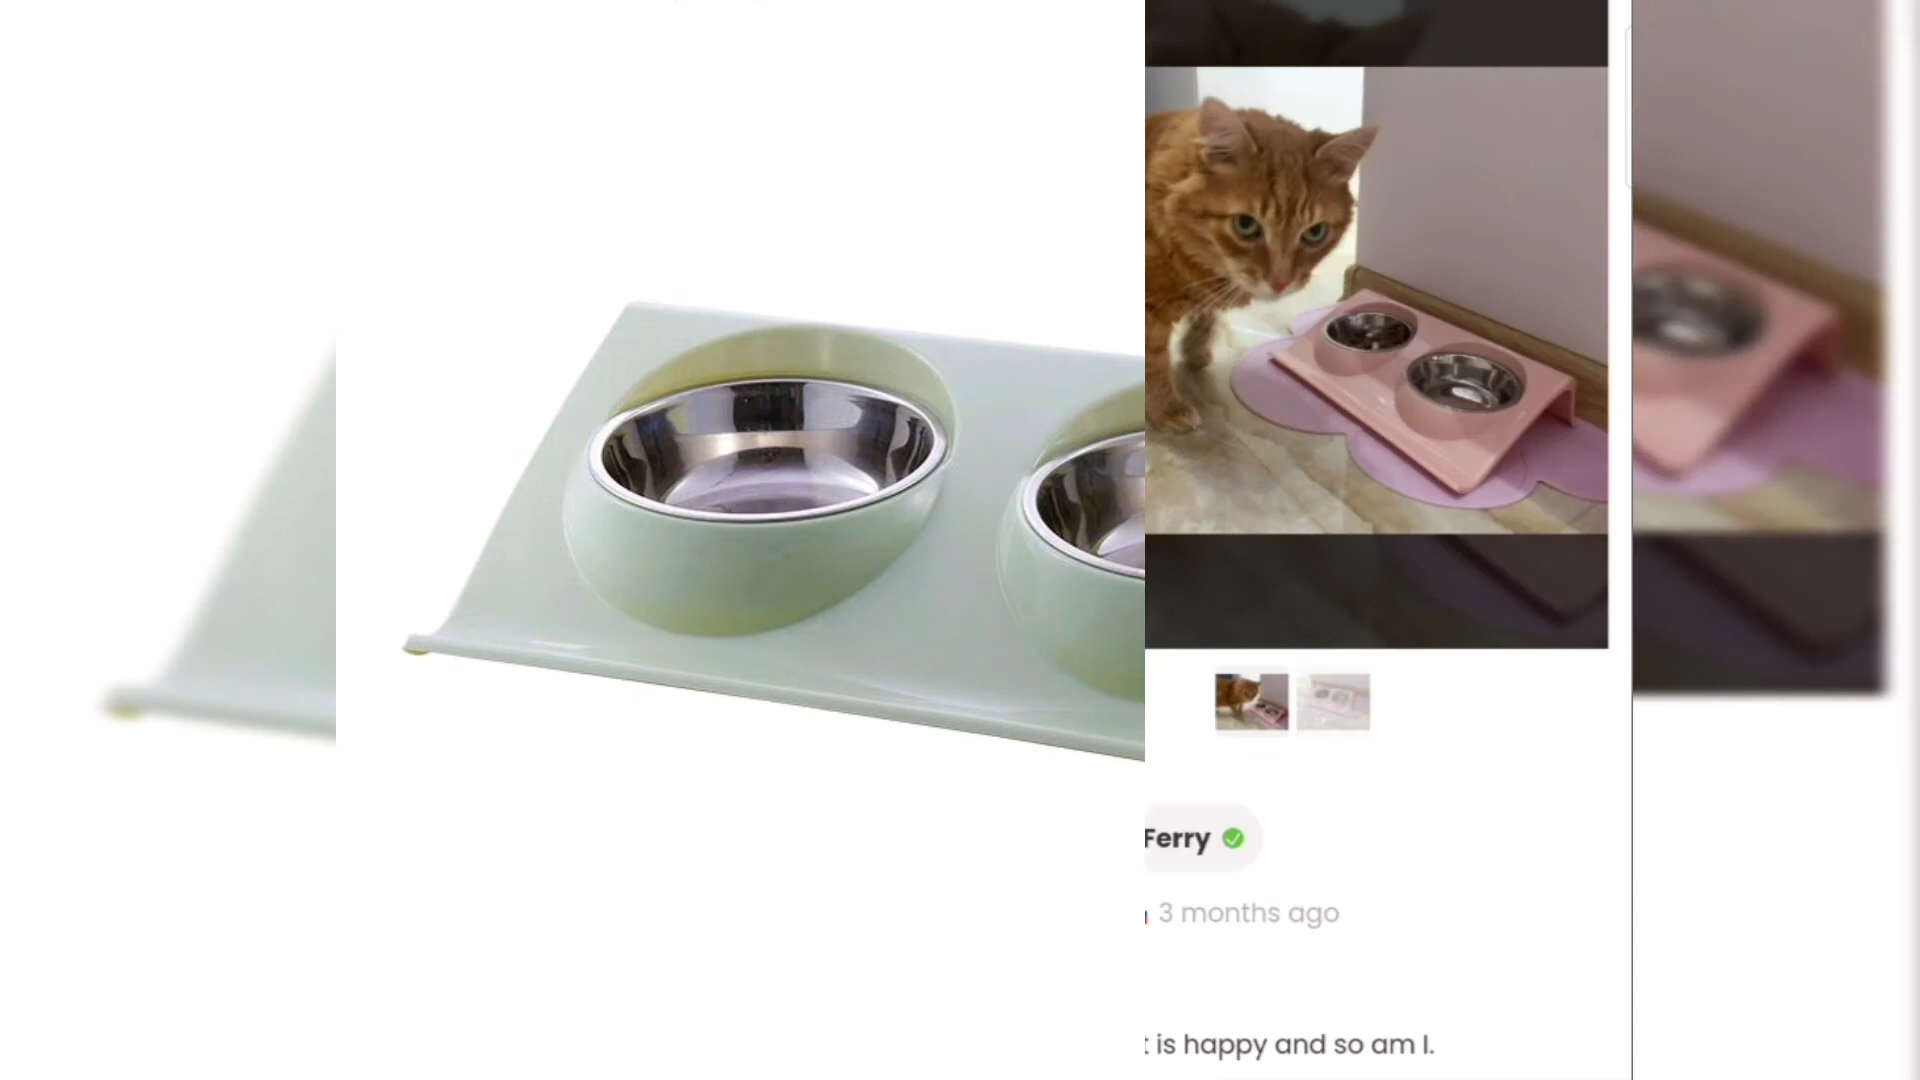 Ferry
3 months ago
is happy and so am I.